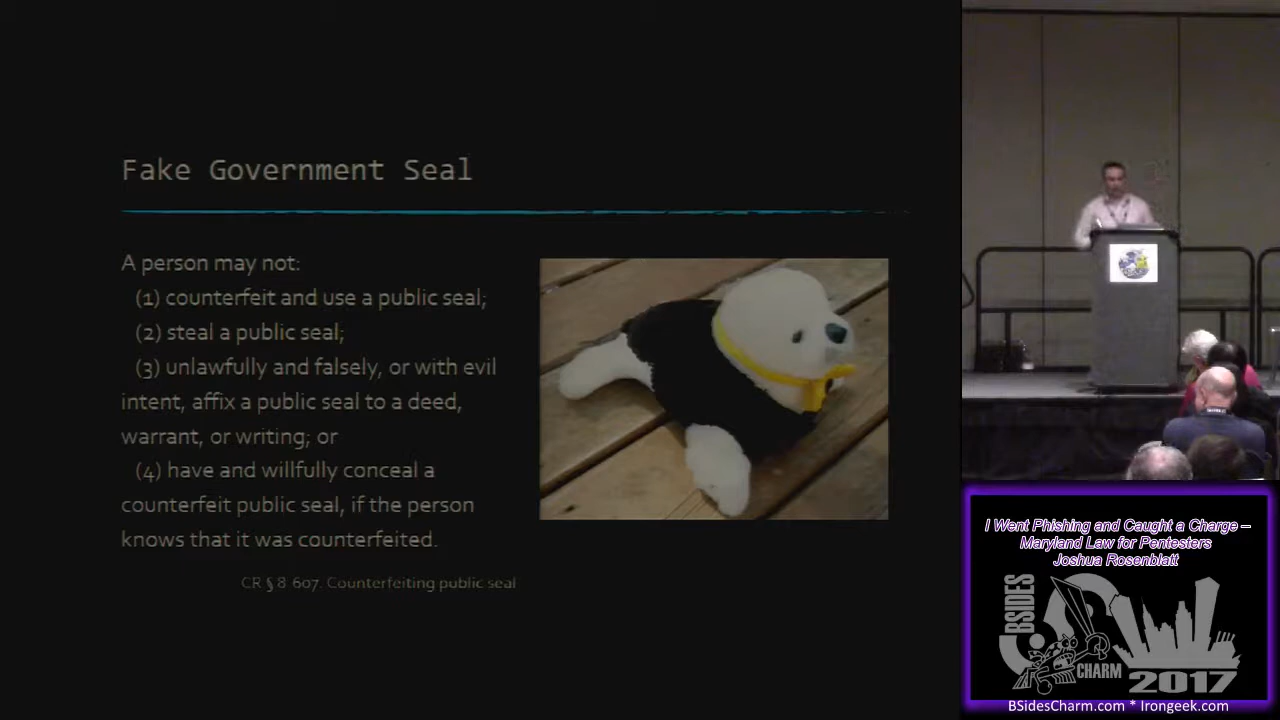 Fake Government Seal
A person may not:
(1) counterfeit and use a public seal;
(2) steal a public seal;
(3) unlawfully and falsely, or with evil
intent, affix a public seal to a deed,
warrant, or writing; or
(4) have and willfully conceal a
counterfeit public seal, if the person
knows that it was counterfeited.
CR § 8-607. Counterfeiting public seal
I Went Phishing and Caught a Charge –
Maryland Law for Pentesters
Joshua Rosenblatt
BSIDES
CHARM
2017
BSidesCharm.com * Irongeek.com